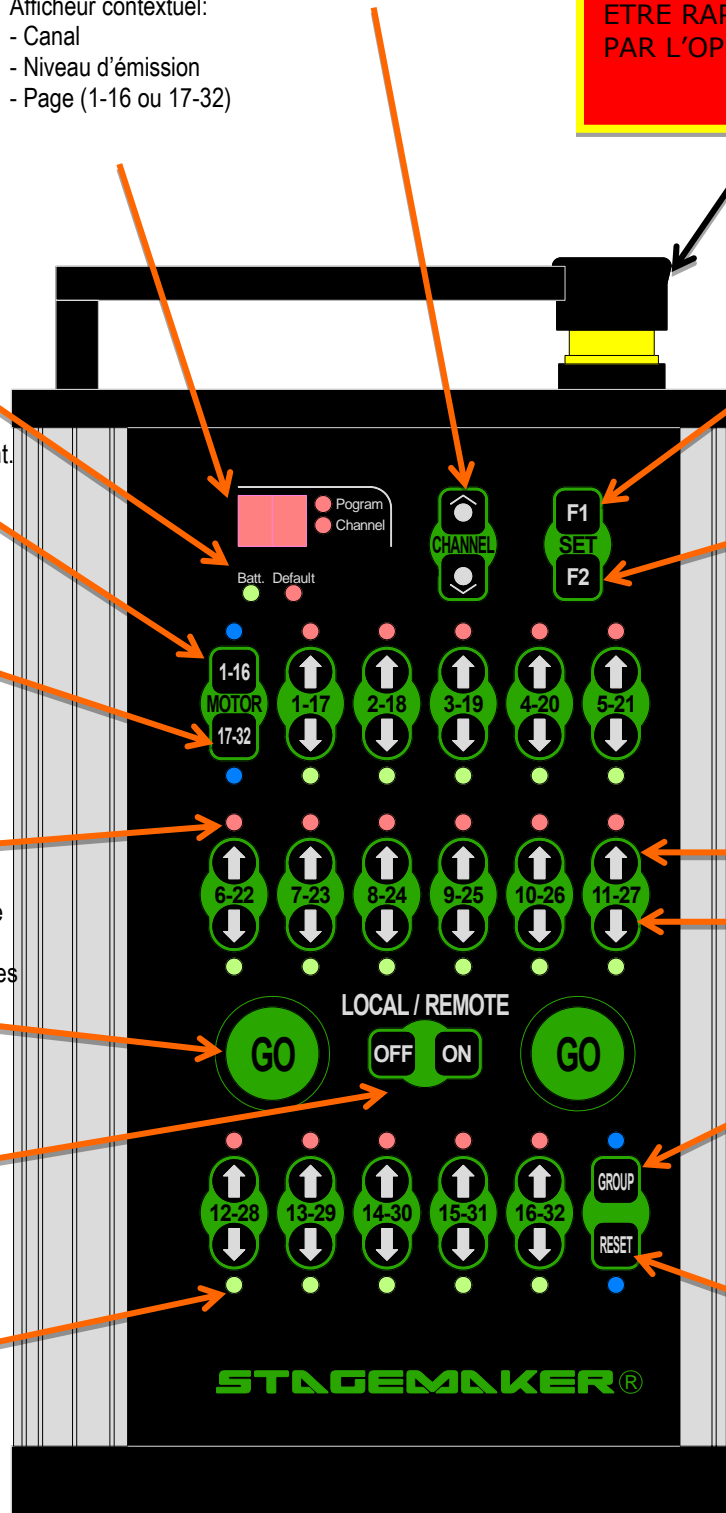 Afficheur contextuel:
- Canal
- Niveau d'émission
- Page (1-16 ou 17-32)
ETRE
PAR
Pogram
Channel
Batt. Default
CHANNEL
F1
SET
F2
1-16
MOTOR
17-32
1-17
2-18
3-19
4-20
5-21
6-22
7-23
8-24
9-25
10-26
11-27
LOCAL / REMOTE
GO
OFF
ON
GO
12-28
13-29
14-30
15-31
16-32
GROUP
RESET
STAGEMAKER®